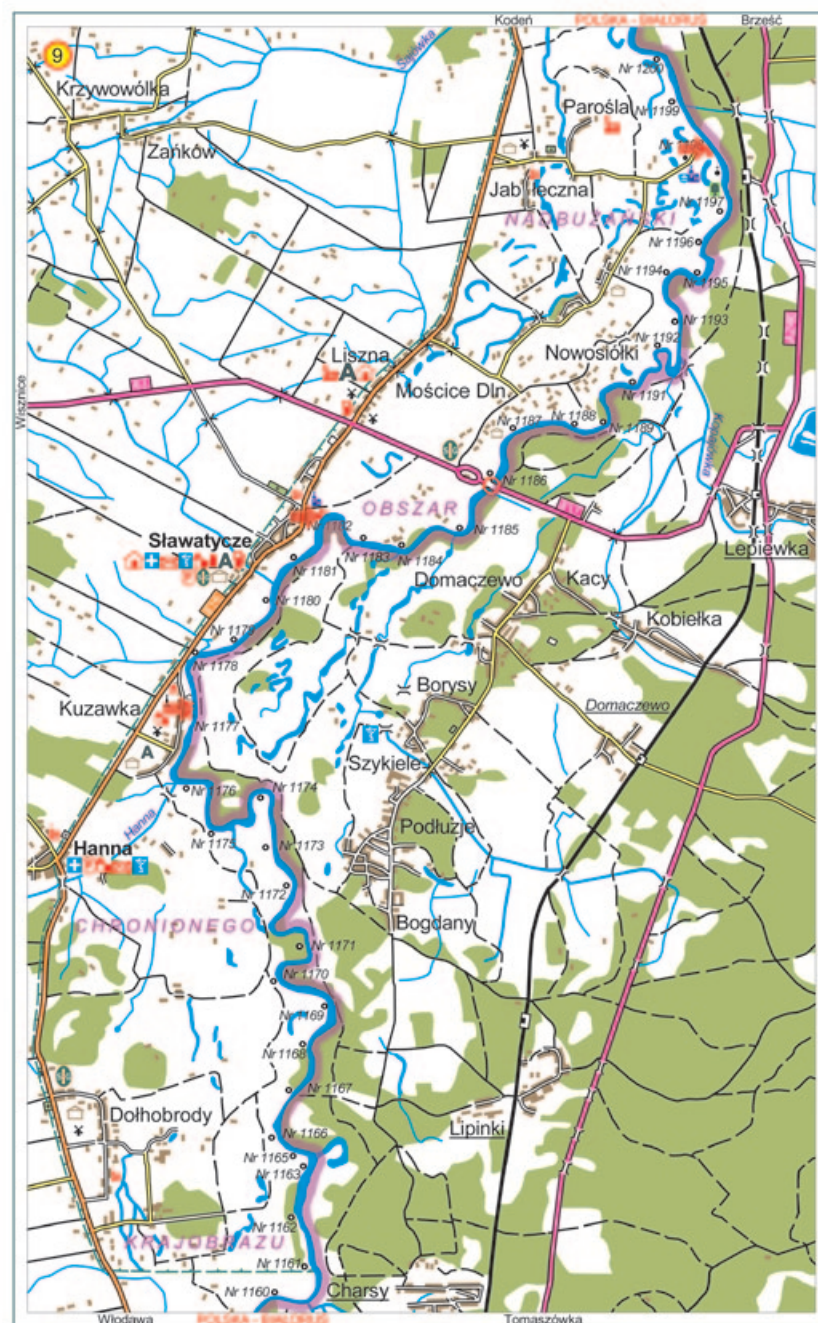 Kodeń
POLSKA - BIAŁORUŚ
Brześć
9
Krzywowólka
Żańków
Sajówka
Parośla
Nr 1200
Nr 1199
Jabłeczna
NADBUŻAŃSKI
Nr 1197
Nr 1196
Nr 1194
Nr 1195
Nr 1193
Nr 1192
Nowosiółki
Nr 1191
Liszna
A
Mościce Dln.
Wisznice
Nr 1187
Nr 1188
Nr 1189
Kopajówka
Nr 1186
OBSZAR
Nr 1182
Nr 1185
Sławatycze
A
Nr 1183
Nr 1184
Nr 1181
Domaczewo
Kacy
Lepiewka
Nr 1180
Kobiełka
Nr 1179
Nr 1178
Borysy
Domaczewo
Kuzawka
Nr 1177
A
Szykiele
Nr 1176
Nr 1174
Hanna
Nr 1175
Nr 1173
Podłużje
Hanna
Nr 1172
CHRONIONEGO
Bogdany
Nr 1171
Nr 1170
Nr 1169
Nr 1168
Nr 1167
Dołhobrody
Nr 1166
Lipinki
Nr 1165
Nr 1163
Nr 1162
KRAJOBRAZU
Nr 1161
Nr 1160
Charsy
Włodawa
POLSKA - BIAŁORUŚ
Tomaszówka